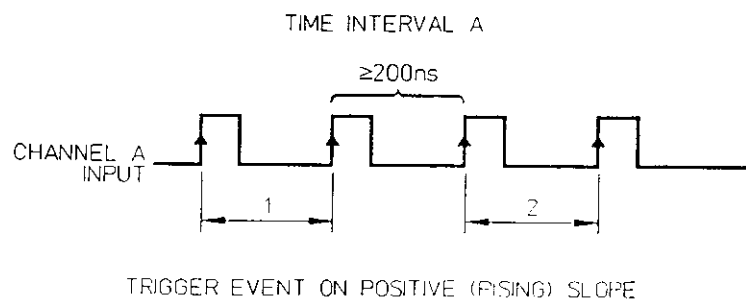 TIME INTERVAL A
≥200ns
CHANNEL A
INPUT
1
2
TRIGGER EVENT ON POSITIVE (RISING) SLOPE